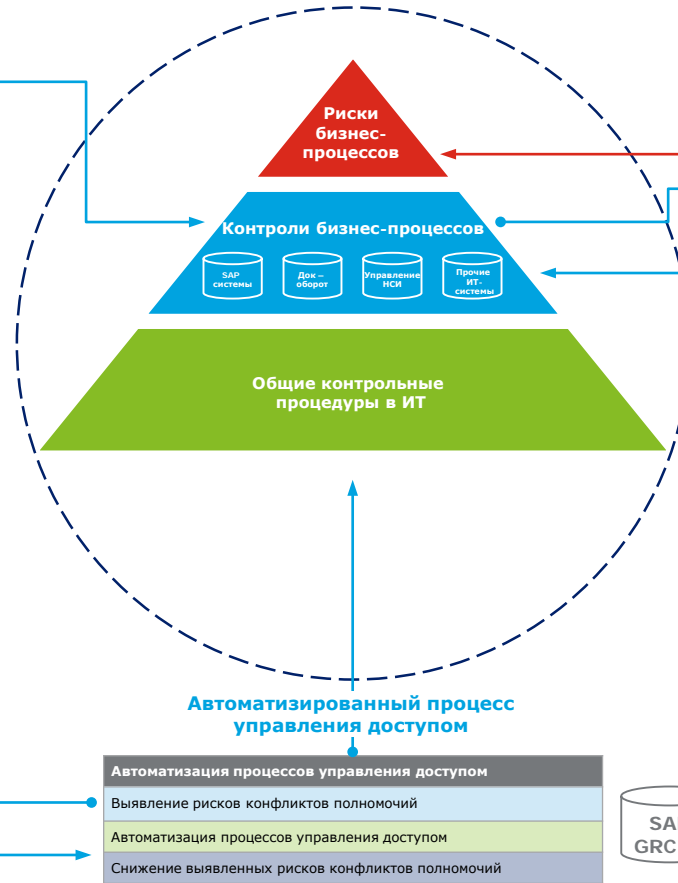 Риски
бизнес-
процессов
Контроли бизнес-процессов
SAP
системы
Док –
оборот
Управление
НСИ
Прочие
ИТ-
системы
Общие контрольные
процедуры в ИТ
Автоматизированный процесс
управления доступом
Автоматизация процессов управления доступом
Выявление рисков конфликтов полномочий
Автоматизация процессов управления доступом
Снижение выявленных рисков конфликтов полномочий
GRC